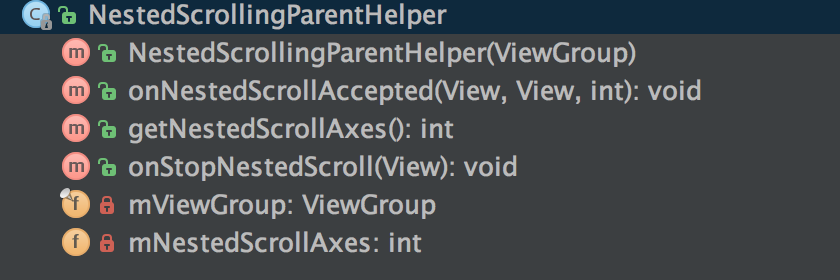 C NestedScrollingParentHelper
m NestedScrollingParentHelper(ViewGroup)
m onNestedScrollAccepted(View, View, int): void
m getNestedScrollAxes(): int
m onStopNestedScroll(View): void
f mViewGroup: ViewGroup
f mNestedScrollAxes: int